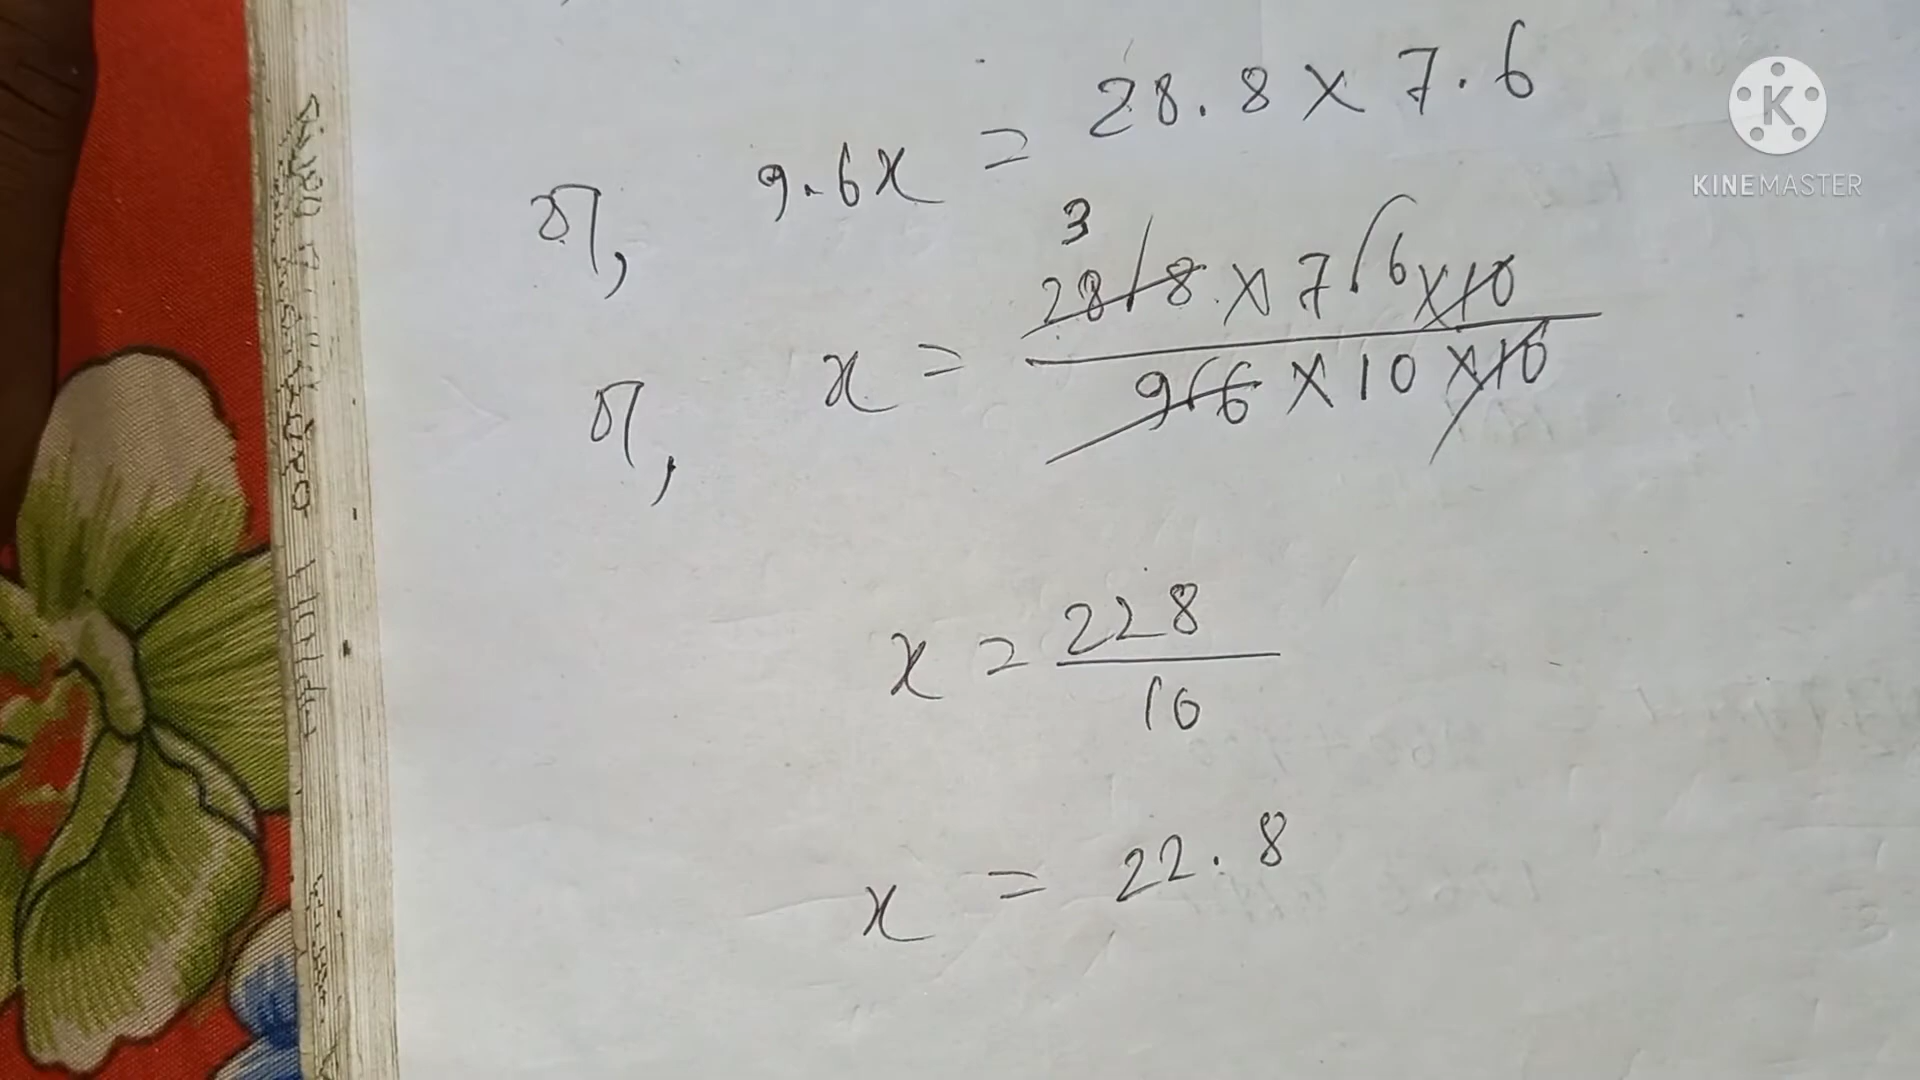 KINEMASTER
বা, 9.6x = 28.8 × 7.6
বা, x = 3 28.8 × 7.6 × 10 / 9.6 × 10 × 10
x = 228 / 10
x = 22.8